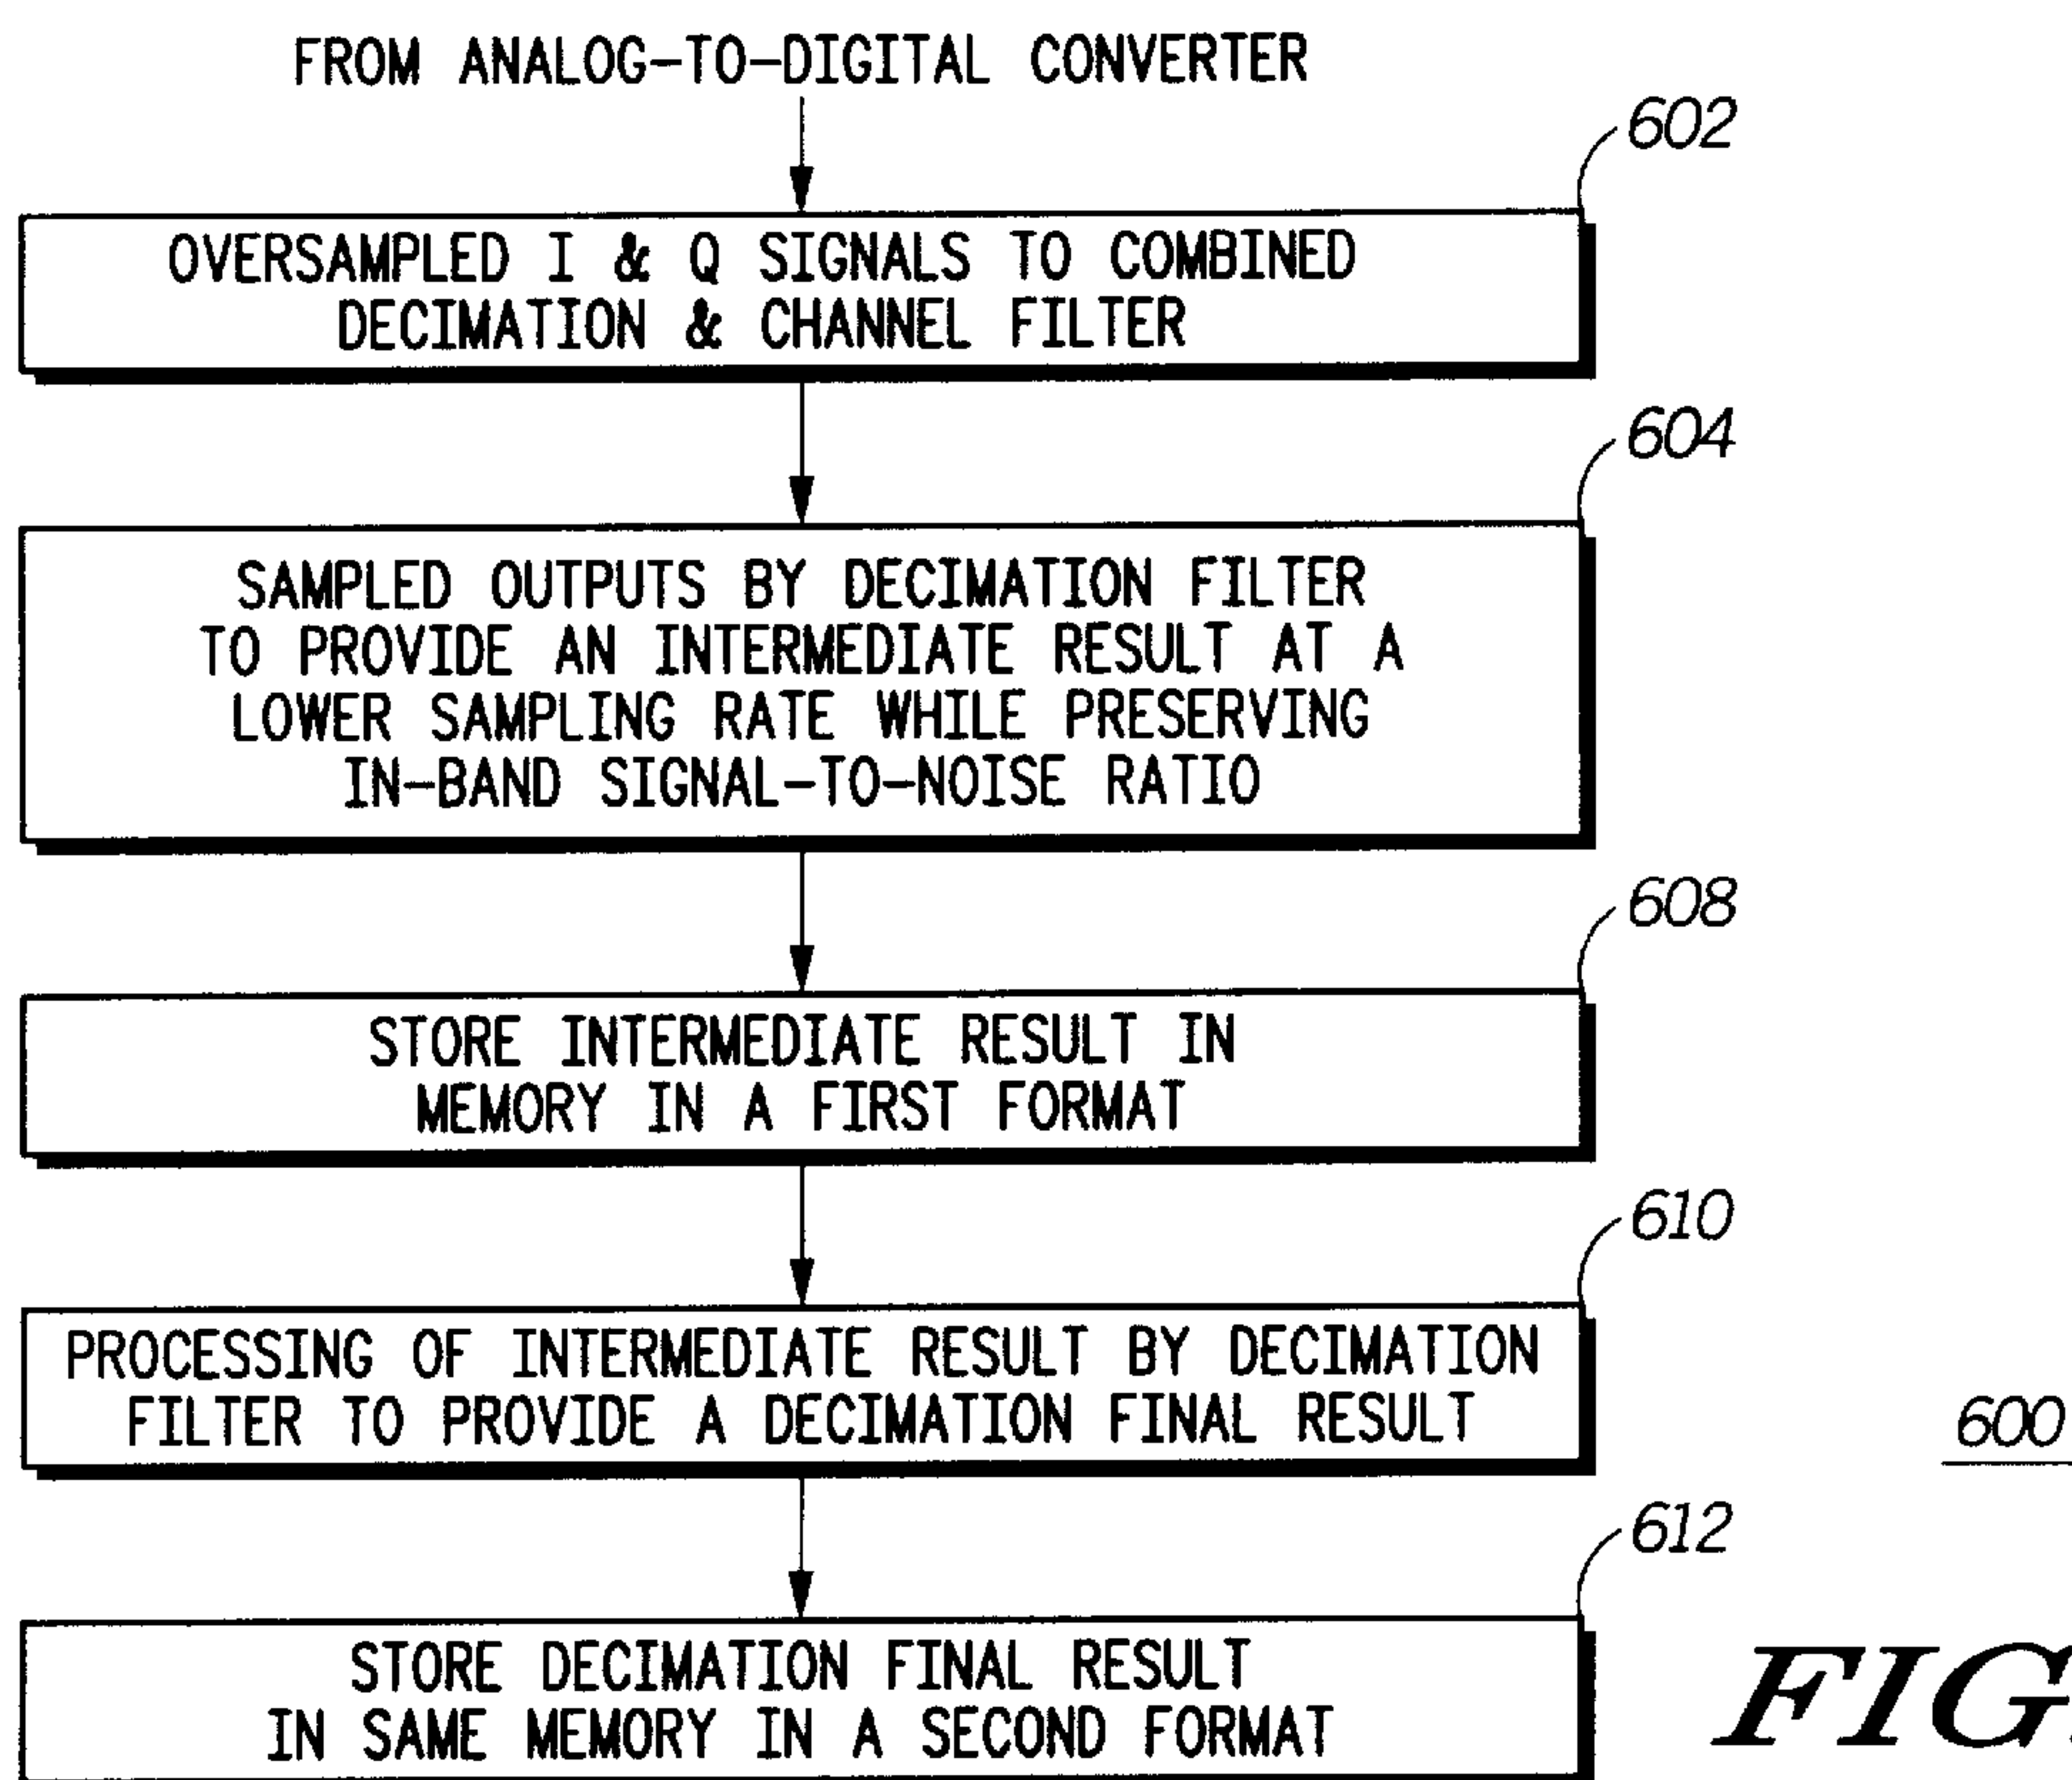 FROM ANALOG-TO-DIGITAL CONVERTER
602
OVERSAMPLED I & Q SIGNALS TO COMBINED
DECIMATION & CHANNEL FILTER
604
SAMPLED OUTPUTS BY DECIMATION FILTER
TO PROVIDE AN INTERMEDIATE RESULT AT A
LOWER SAMPLING RATE WHILE PRESERVING
IN-BAND SIGNAL-TO-NOISE RATIO
608
STORE INTERMEDIATE RESULT IN
MEMORY IN A FIRST FORMAT
610
PROCESSING OF INTERMEDIATE RESULT BY DECIMATION
FILTER TO PROVIDE A DECIMATION FINAL RESULT
600
612
STORE DECIMATION FINAL RESULT
IN SAME MEMORY IN A SECOND FORMAT
FIG.